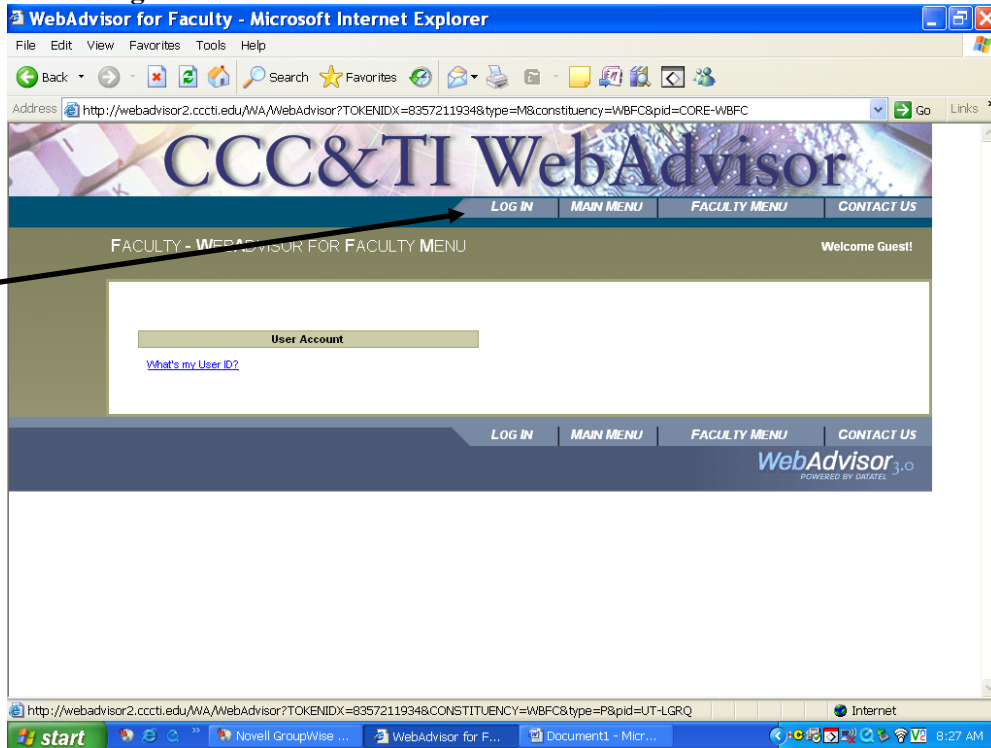 WebAdvisor for Faculty - Microsoft Internet Explorer
File Edit View Favorites Tools Help
Back Search Favorites
Address http://webadvisor2.cccti.edu/WA/WebAdvisor?TOKENIDX=8357211934&type=M&constituency=WBFC&pid=CORE-WBFC Go Links
CCC&TI WebAdvisor
LOG IN MAIN MENU FACULTY MENU CONTACT US
FACULTY - WEBADVISOR FOR FACULTY MENU Welcome Guest!
User Account
What's my User ID?
LOG IN MAIN MENU FACULTY MENU CONTACT US
WebAdvisor 3.0
POWERED BY DATATEL
http://webadvisor2.cccti.edu/WA/WebAdvisor?TOKENIDX=8357211934&CONSTITUENCY=WBFC&type=P&pid=UT-LGRQ Internet
start Novell GroupWise ... WebAdvisor for F... Document1 - Micr... 8:27 AM